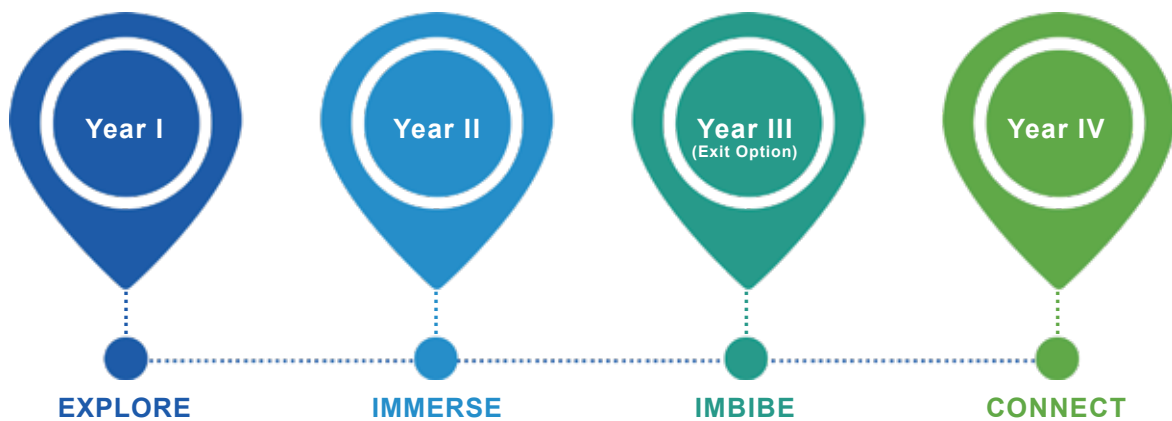 Year I
Year II
Year III
(Exit Option)
Year IV
EXPLORE
IMMERSE
IMBIBE
CONNECT